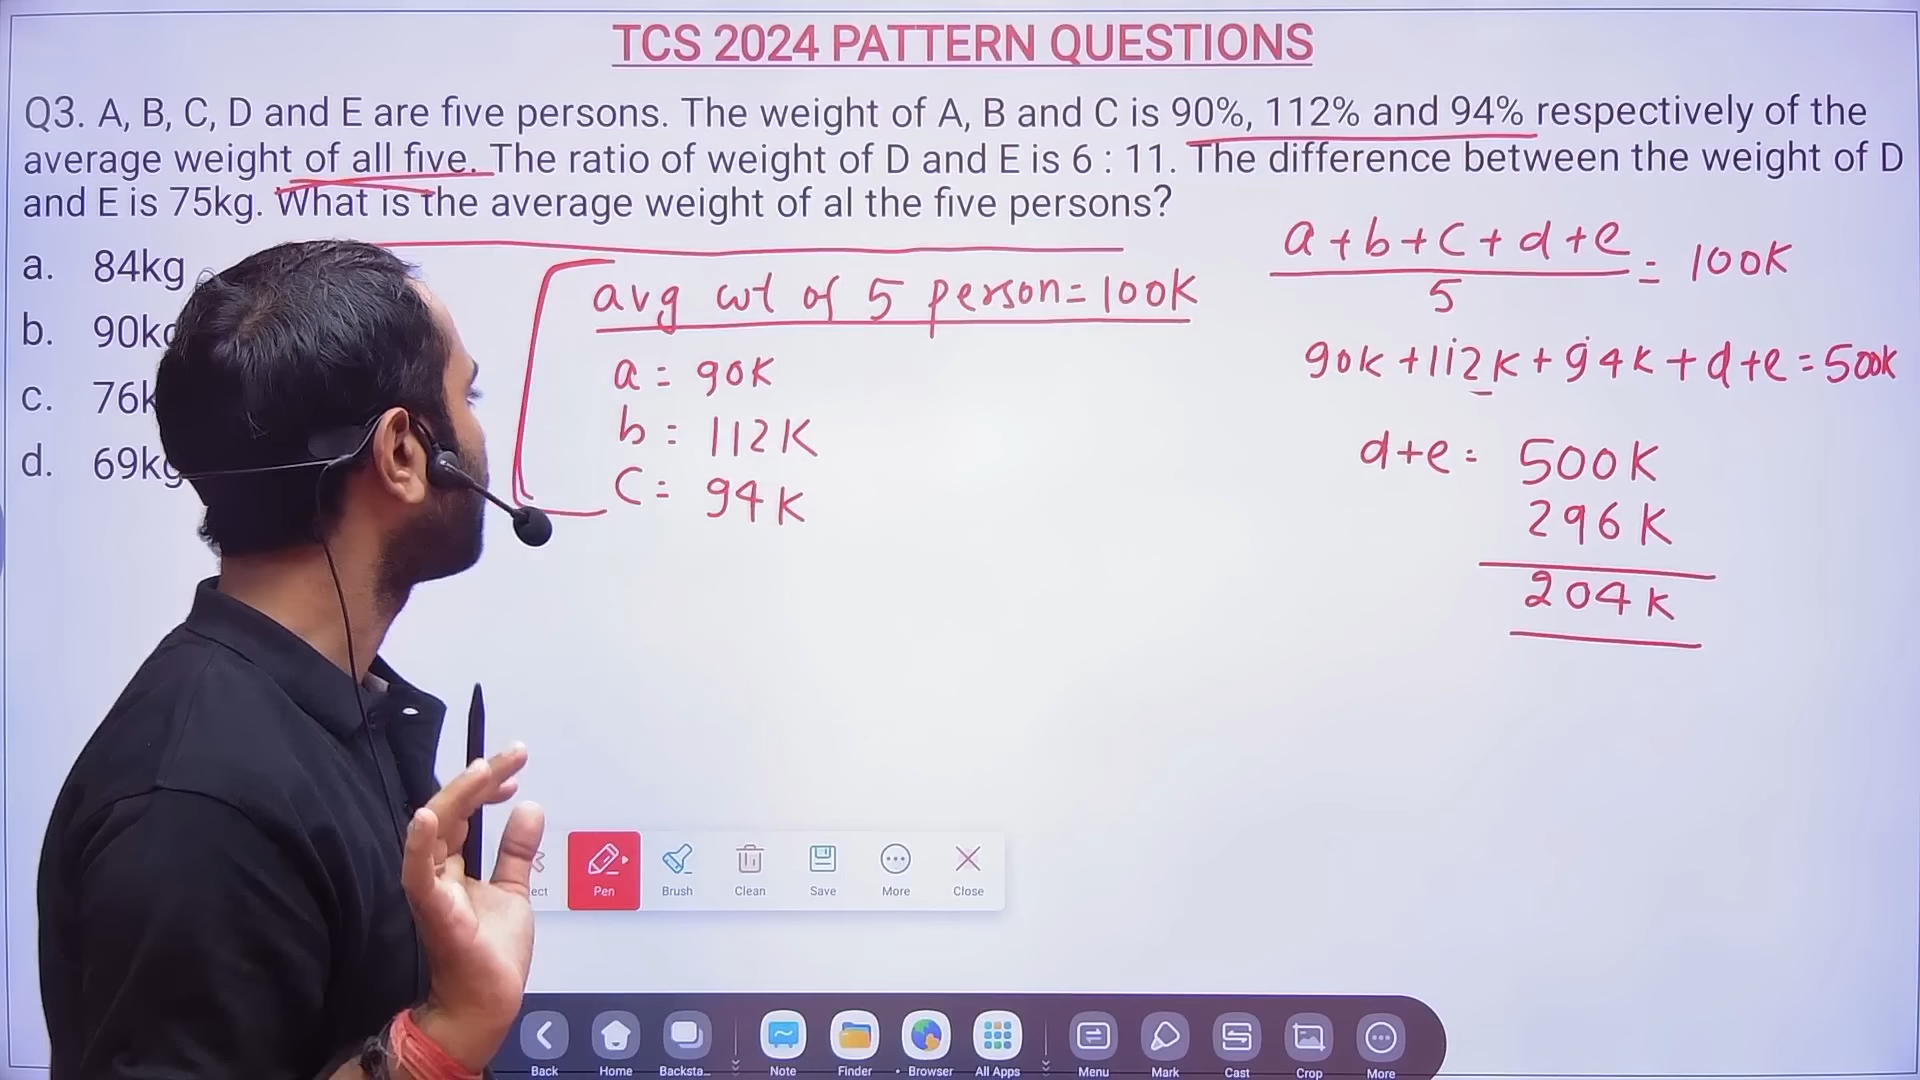 TCS 2024 PATTERN QUESTIONS
Q3. A, B, C, D and E are five persons. The weight of A, B and C is 90%, 112% and 94% respectively of the
average weight of all five. The ratio of weight of D and E is 6 : 11. The difference between the weight of D
and E is 75kg. What is the average weight of al the five persons?
a. 84kg
b. 90kg
c. 76k
d. 69kg
avg wt of 5 person = 100K
a = 90K
b = 112K
C = 94K
a + b + c + d + e
5
= 100K
90K + 112K + 94K + d + e = 500K
d + e = 500K
296K
204K
ect
Pen
Brush
Clean
Save
More
Close
Back
Home
Backsta...
Note
Finder
Browser
All Apps
Menu
Mark
Cast
Crop
More